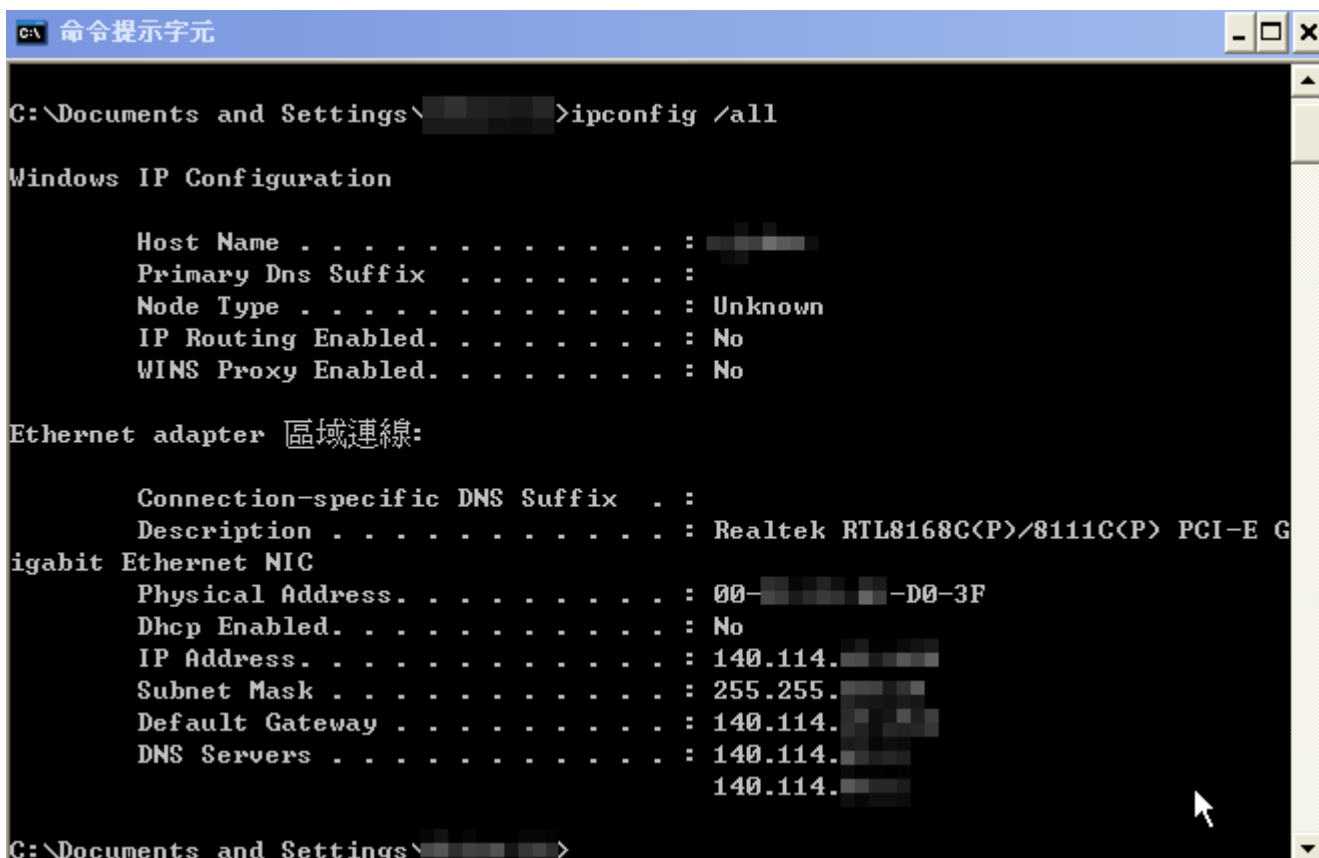 命令提示字元
C:\Documents and Settings\ >ipconfig /all
Windows IP Configuration
Host Name . . . . . . . . . . . . :
Primary Dns Suffix  . . . . . . . :
Node Type . . . . . . . . . . . . : Unknown
IP Routing Enabled. . . . . . . . : No
WINS Proxy Enabled. . . . . . . . : No
Ethernet adapter 區域連線:
Connection-specific DNS Suffix  . :
Description . . . . . . . . . . . : Realtek RTL8168C(P)/8111C(P) PCI-E G
igabit Ethernet NIC
Physical Address. . . . . . . . . : 00- -D0-3F
Dhcp Enabled. . . . . . . . . . . : No
IP Address. . . . . . . . . . . . : 140.114.
Subnet Mask . . . . . . . . . . . : 255.255.
Default Gateway . . . . . . . . . : 140.114.
DNS Servers . . . . . . . . . . . : 140.114.
140.114.
C:\Documents and Settings\ >